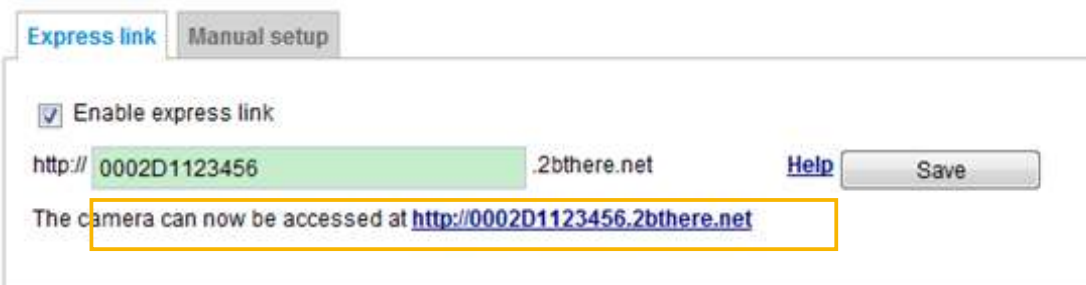 Express link Manual setup
Enable express link
http:// 0002D1123456 .2bthere.net Help Save
The camera can now be accessed at http://0002D1123456.2bthere.net